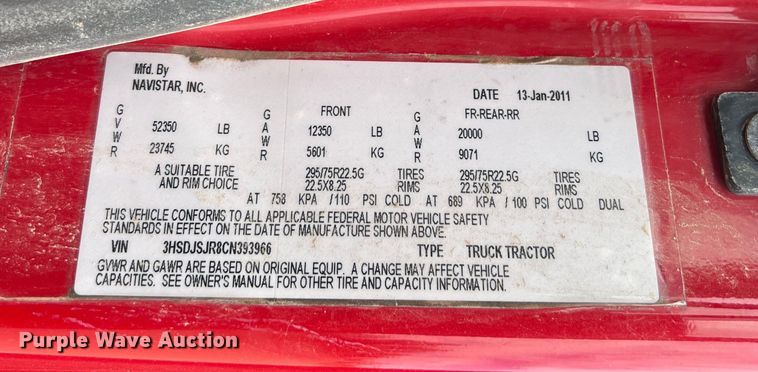 Mfd. By
NAVISTAR, INC.
DATE 13-Jan-2011
G V W R
52350 LB
23745 KG
G A W R
FRONT
12350 LB
5601 KG
G A W R
FR-REAR-RR
20000 LB
9071 KG
A SUITABLE TIRE 295/75R22.5G TIRES 295/75R22.5G TIRES
AND RIM CHOICE 22.5X8.25 RIMS 22.5X8.25 RIMS
AT 758 KPA /110 PSI COLD AT 689 KPA /100 PSI COLD DUAL
THIS VEHICLE CONFORMS TO ALL APPLICABLE FEDERAL MOTOR VEHICLE SAFETY
STANDARDS IN EFFECT ON THE DATE OF MANUFACTURE SHOWN ABOVE.
VIN 3HSDJSJR8CN393966 TYPE TRUCK TRACTOR
GVWR AND GAWR ARE BASED ON ORIGINAL EQUIP. A CHANGE MAY AFFECT VEHICLE
CAPACITIES. SEE OWNER'S MANUAL FOR OTHER TIRE AND CAPACITY INFORMATION.
Purple Wave Auction